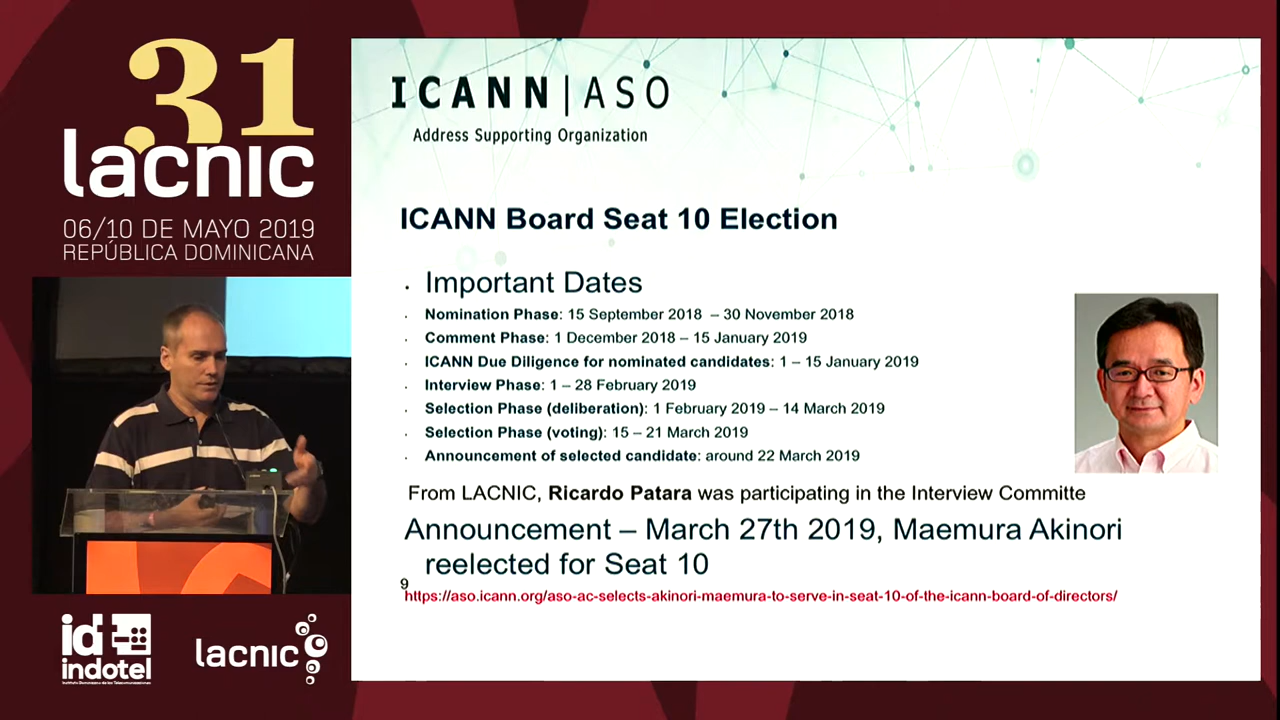 31
lacnic
06/10 DE MAYO 2019
REPÚBLICA DOMINICANA
ICANN|ASO
Address Supporting Organization
ICANN Board Seat 10 Election
• Important Dates
• Nomination Phase: 15 September 2018 – 30 November 2018
• Comment Phase: 1 December 2018 – 15 January 2019
• ICANN Due Diligence for nominated candidates: 1 – 15 January 2019
• Interview Phase: 1 – 28 February 2019
• Selection Phase (deliberation): 1 February 2019 – 14 March 2019
• Selection Phase (voting): 15 – 21 March 2019
• Announcement of selected candidate: around 22 March 2019
From LACNIC, Ricardo Patara was participating in the Interview Committe
Announcement – March 27th 2019, Maemura Akinori
reelected for Seat 10
9
https://aso.icann.org/aso-ac-selects-akinori-maemura-to-serve-in-seat-10-of-the-icann-board-of-directors/
id
indotel
Instituto Dominicano de las Telecomunicaciones
lacnic